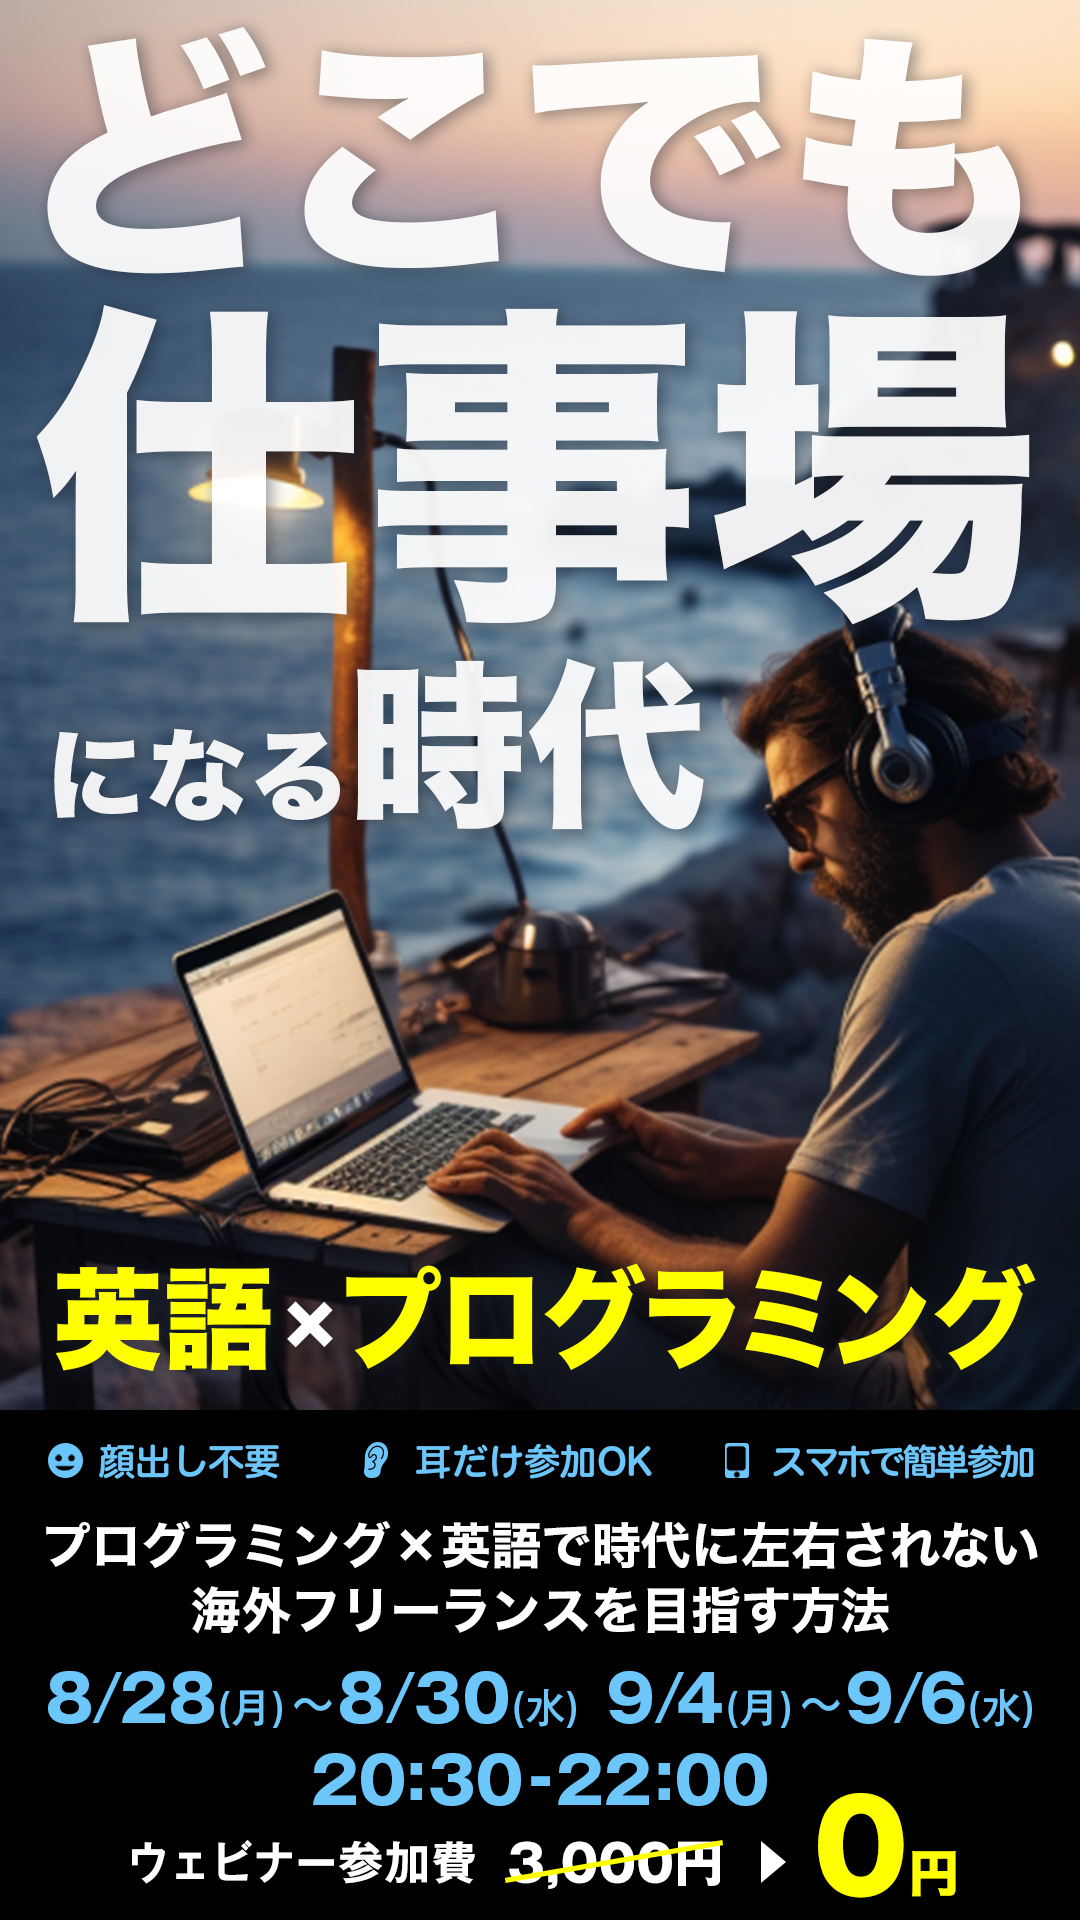 どこでも
仕事場
になる時代
英語×プログラミング
顔出し不要 耳だけ参加OK スマホで簡単参加
プログラミング×英語で時代に左右されない
海外フリーランスを目指す方法
8/28(月)〜8/30(水) 9/4(月)〜9/6(水)
20:30-22:00
ウェビナー参加費 3,000円 ▶ 0円